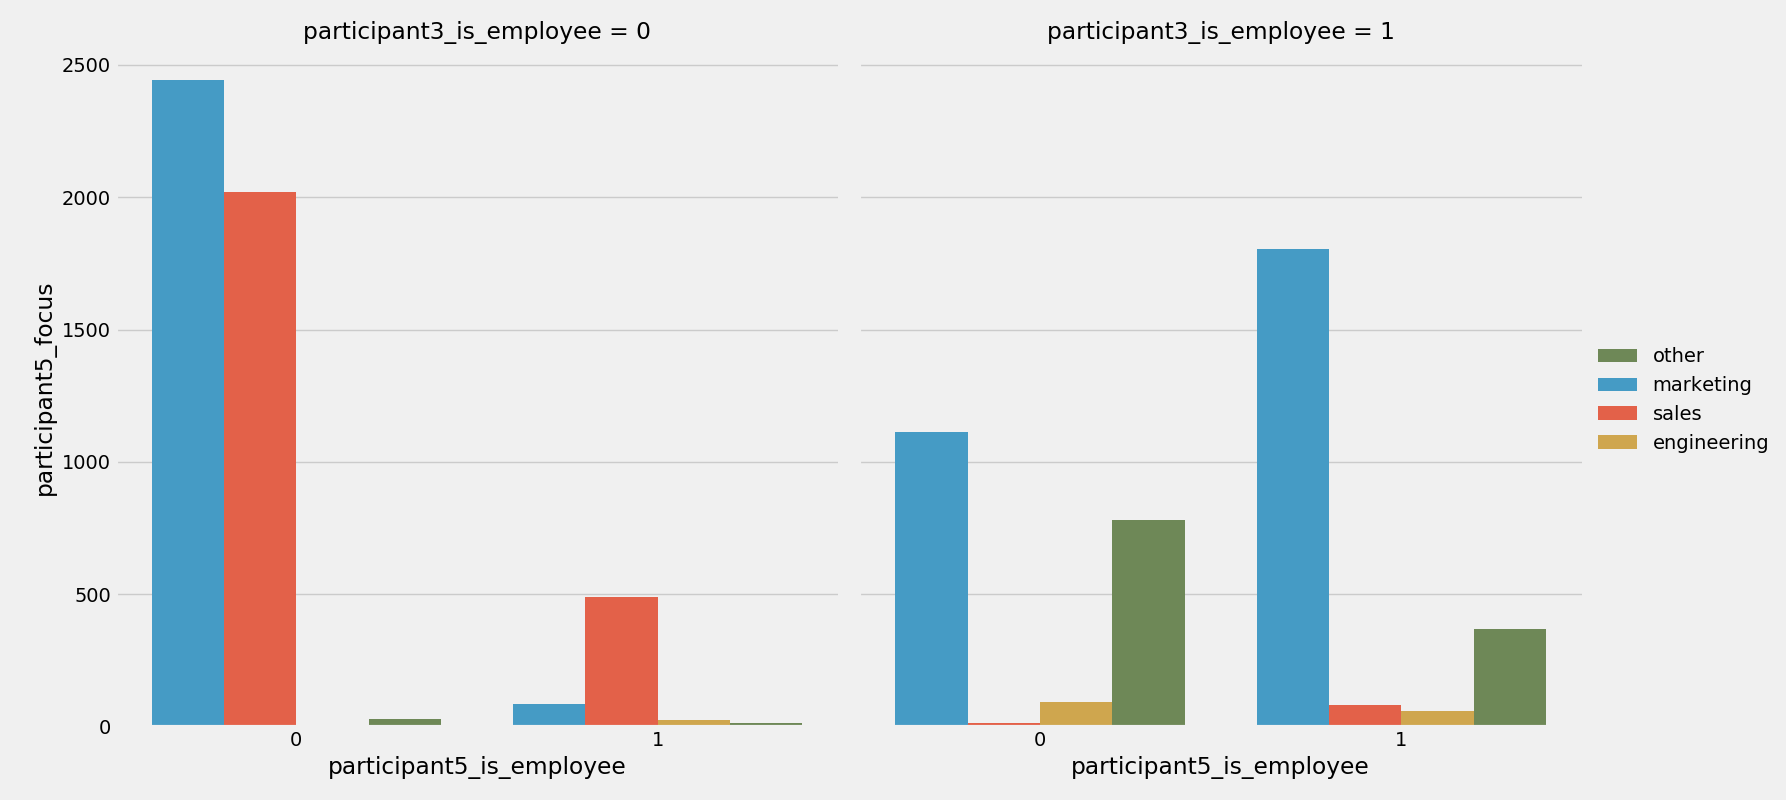 participant3_is_employee = 0
participant3_is_employee = 1
participant5_focus
2500
2000
1500
1000
500
0
0
1
0
1
participant5_is_employee
participant5_is_employee
other
marketing
sales
engineering